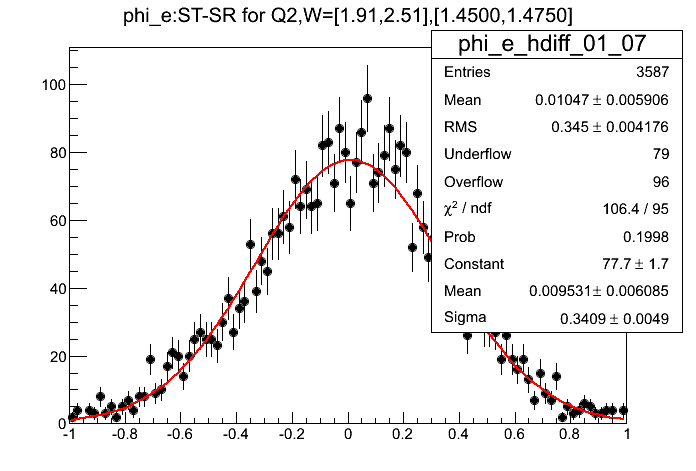 phi_e:ST-SR for Q2,W=[1.91,2.51],[1.4500,1.4750]
phi_e_hdiff_01_07
Entries 3587
Mean 0.01047 ± 0.005906
RMS 0.345 ± 0.004176
Underflow 79
Overflow 96
χ² / ndf 106.4 / 95
Prob 0.1998
Constant 77.7 ± 1.7
Mean 0.009531 ± 0.006085
Sigma 0.3409 ± 0.0049
100
80
60
40
20
0
-1 -0.8 -0.6 -0.4 -0.2 0 0.2 0.4 0.6 0.8 1